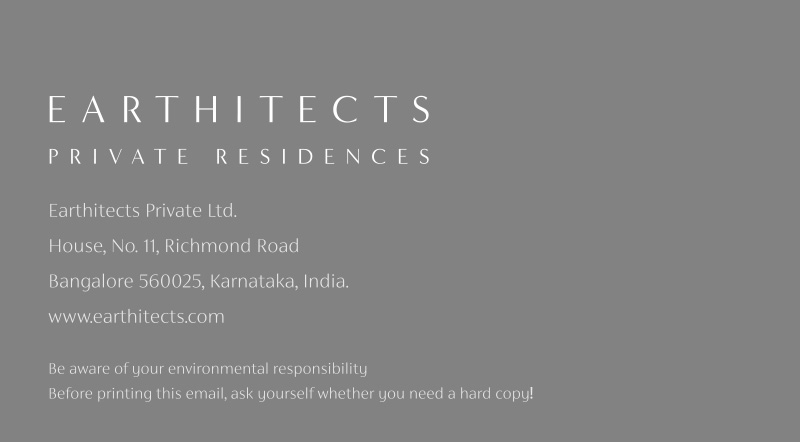 EARTHITECTS
PRIVATE RESIDENCES
Earthitects Private Ltd.
House, No. 11, Richmond Road
Bangalore 560025, Karnataka, India.
www.earthitects.com
Be aware of your environmental responsibility
Before printing this email, ask yourself whether you need a hard copy!